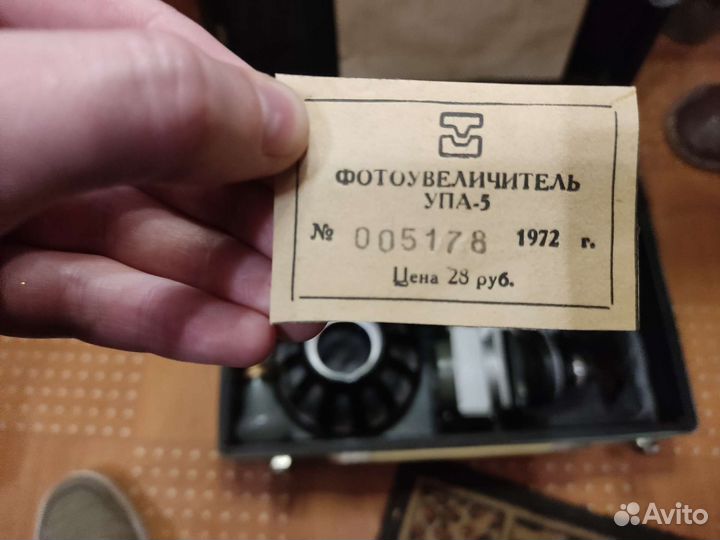 ФОТОУВЕЛИЧИТЕЛЬ
УПА-5
№ 005178 1972 г.
Цена 28 руб.
Avito